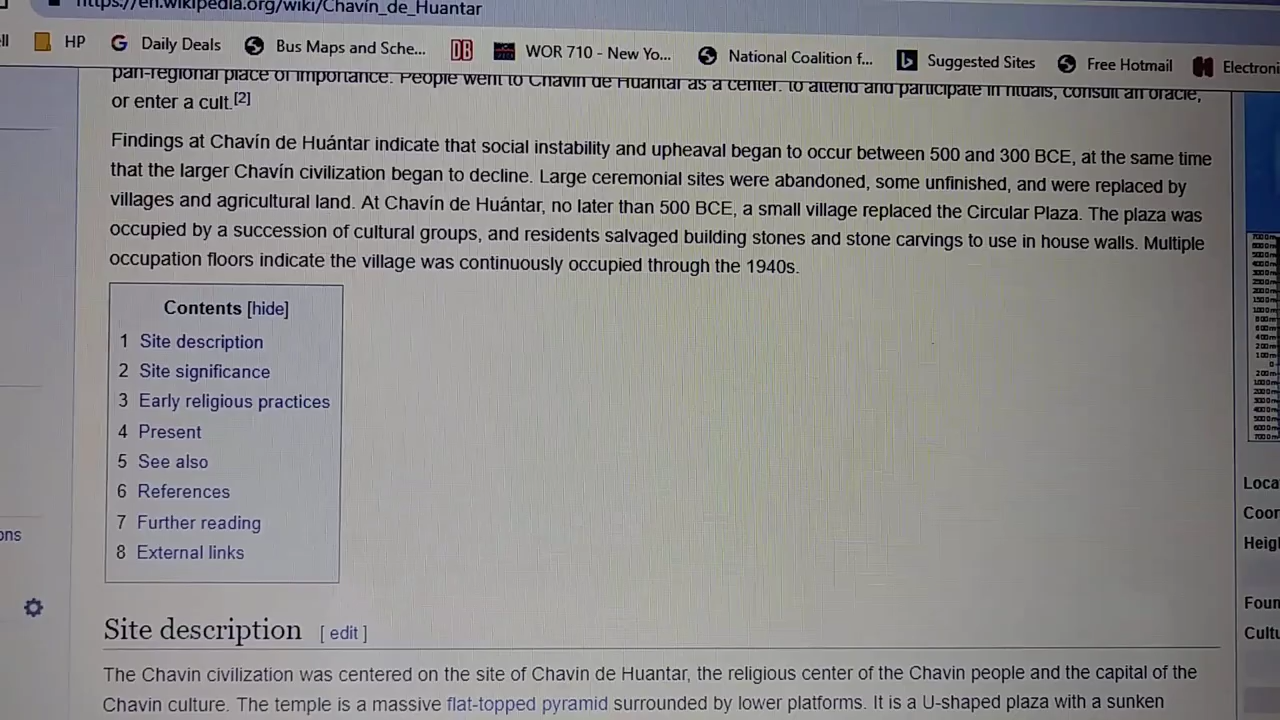 https://en.wikipedia.org/wiki/Chavín_de_Huantar
HP Daily Deals Bus Maps and Sche... DB WOR 710 - New Yo... National Coalition f... Suggested Sites Free Hotmail Electroni
pan-regional place of importance. People went to Chavin de Huantar as a center: to attend and participate in rituals, consult an oracle,
or enter a cult.[2]
Findings at Chavín de Huántar indicate that social instability and upheaval began to occur between 500 and 300 BCE, at the same time
that the larger Chavín civilization began to decline. Large ceremonial sites were abandoned, some unfinished, and were replaced by
villages and agricultural land. At Chavín de Huántar, no later than 500 BCE, a small village replaced the Circular Plaza. The plaza was
occupied by a succession of cultural groups, and residents salvaged building stones and stone carvings to use in house walls. Multiple
occupation floors indicate the village was continuously occupied through the 1940s.
Contents [hide]
1 Site description
2 Site significance
3 Early religious practices
4 Present
5 See also
6 References
7 Further reading
8 External links
ons
Loca
Coor
Heigh
Foun
Cultu
Site description [ edit ]
The Chavin civilization was centered on the site of Chavin de Huantar, the religious center of the Chavin people and the capital of the
Chavin culture. The temple is a massive flat-topped pyramid surrounded by lower platforms. It is a U-shaped plaza with a sunken